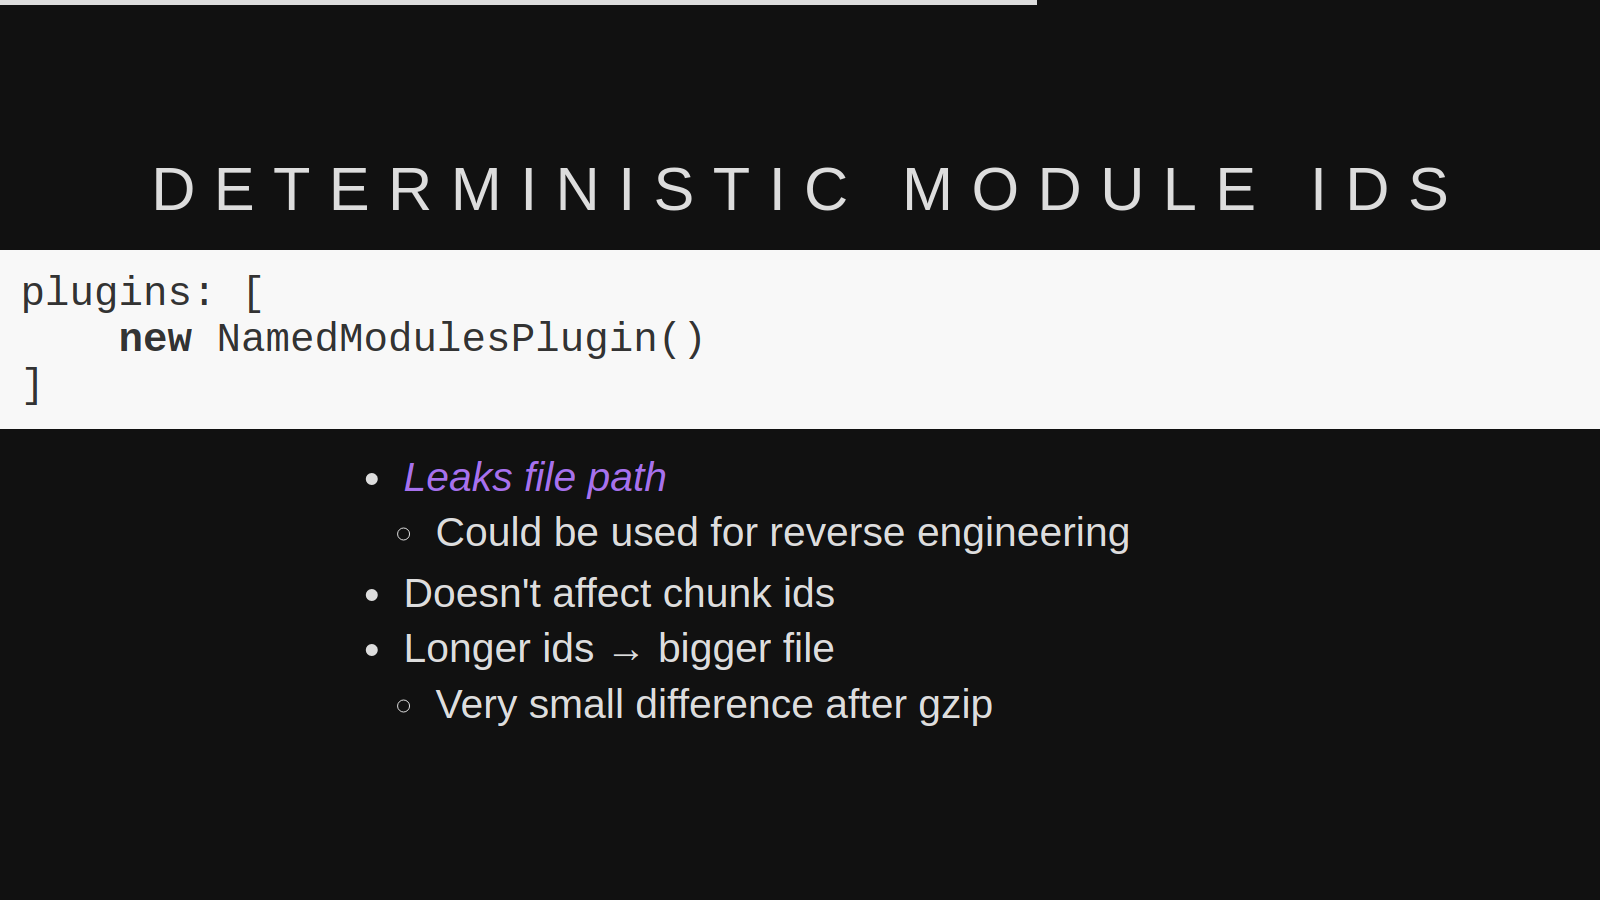 DETERMINISTIC MODULE IDS
plugins: [
    new NamedModulesPlugin()
]
• Leaks file path
◦ Could be used for reverse engineering
• Doesn't affect chunk ids
• Longer ids → bigger file
◦ Very small difference after gzip